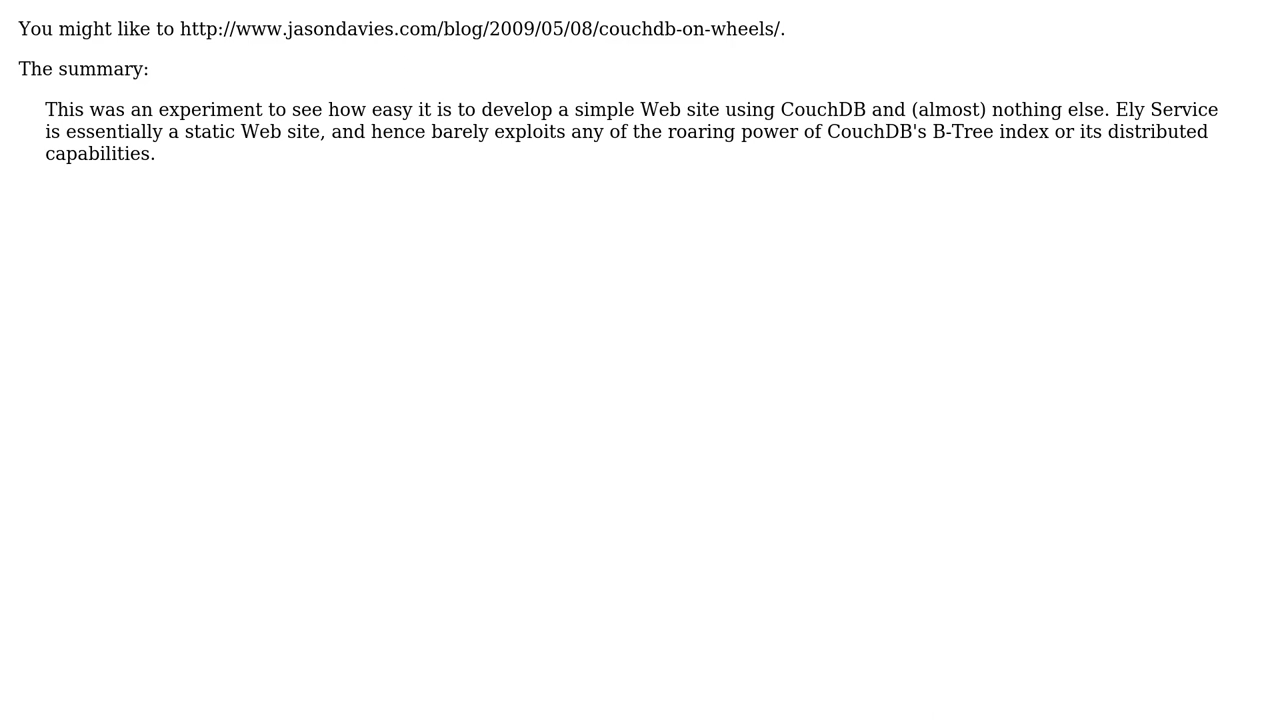 You might like to http://www.jasondavies.com/blog/2009/05/08/couchdb-on-wheels/.
The summary:
This was an experiment to see how easy it is to develop a simple Web site using CouchDB and (almost) nothing else. Ely Service
is essentially a static Web site, and hence barely exploits any of the roaring power of CouchDB's B-Tree index or its distributed
capabilities.